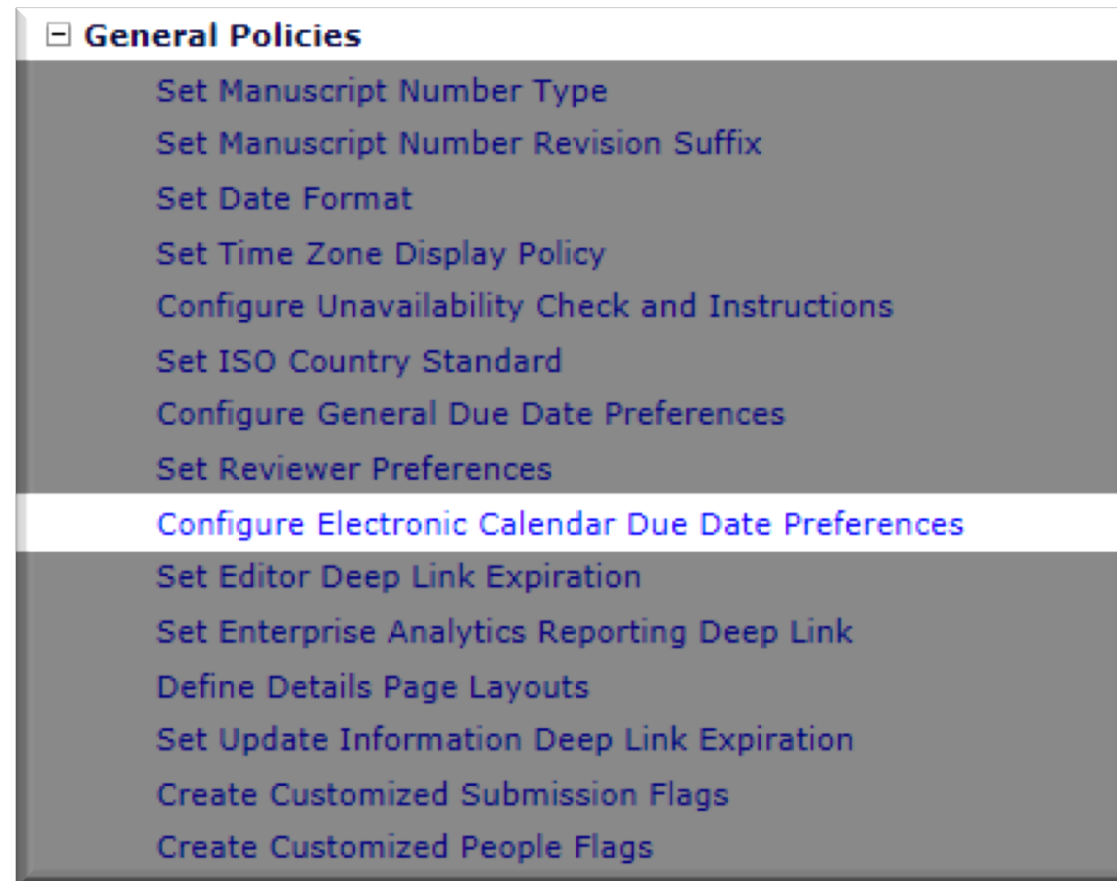 General Policies
Set Manuscript Number Type
Set Manuscript Number Revision Suffix
Set Date Format
Set Time Zone Display Policy
Configure Unavailability Check and Instructions
Set ISO Country Standard
Configure General Due Date Preferences
Set Reviewer Preferences
Configure Electronic Calendar Due Date Preferences
Set Editor Deep Link Expiration
Set Enterprise Analytics Reporting Deep Link
Define Details Page Layouts
Set Update Information Deep Link Expiration
Create Customized Submission Flags
Create Customized People Flags